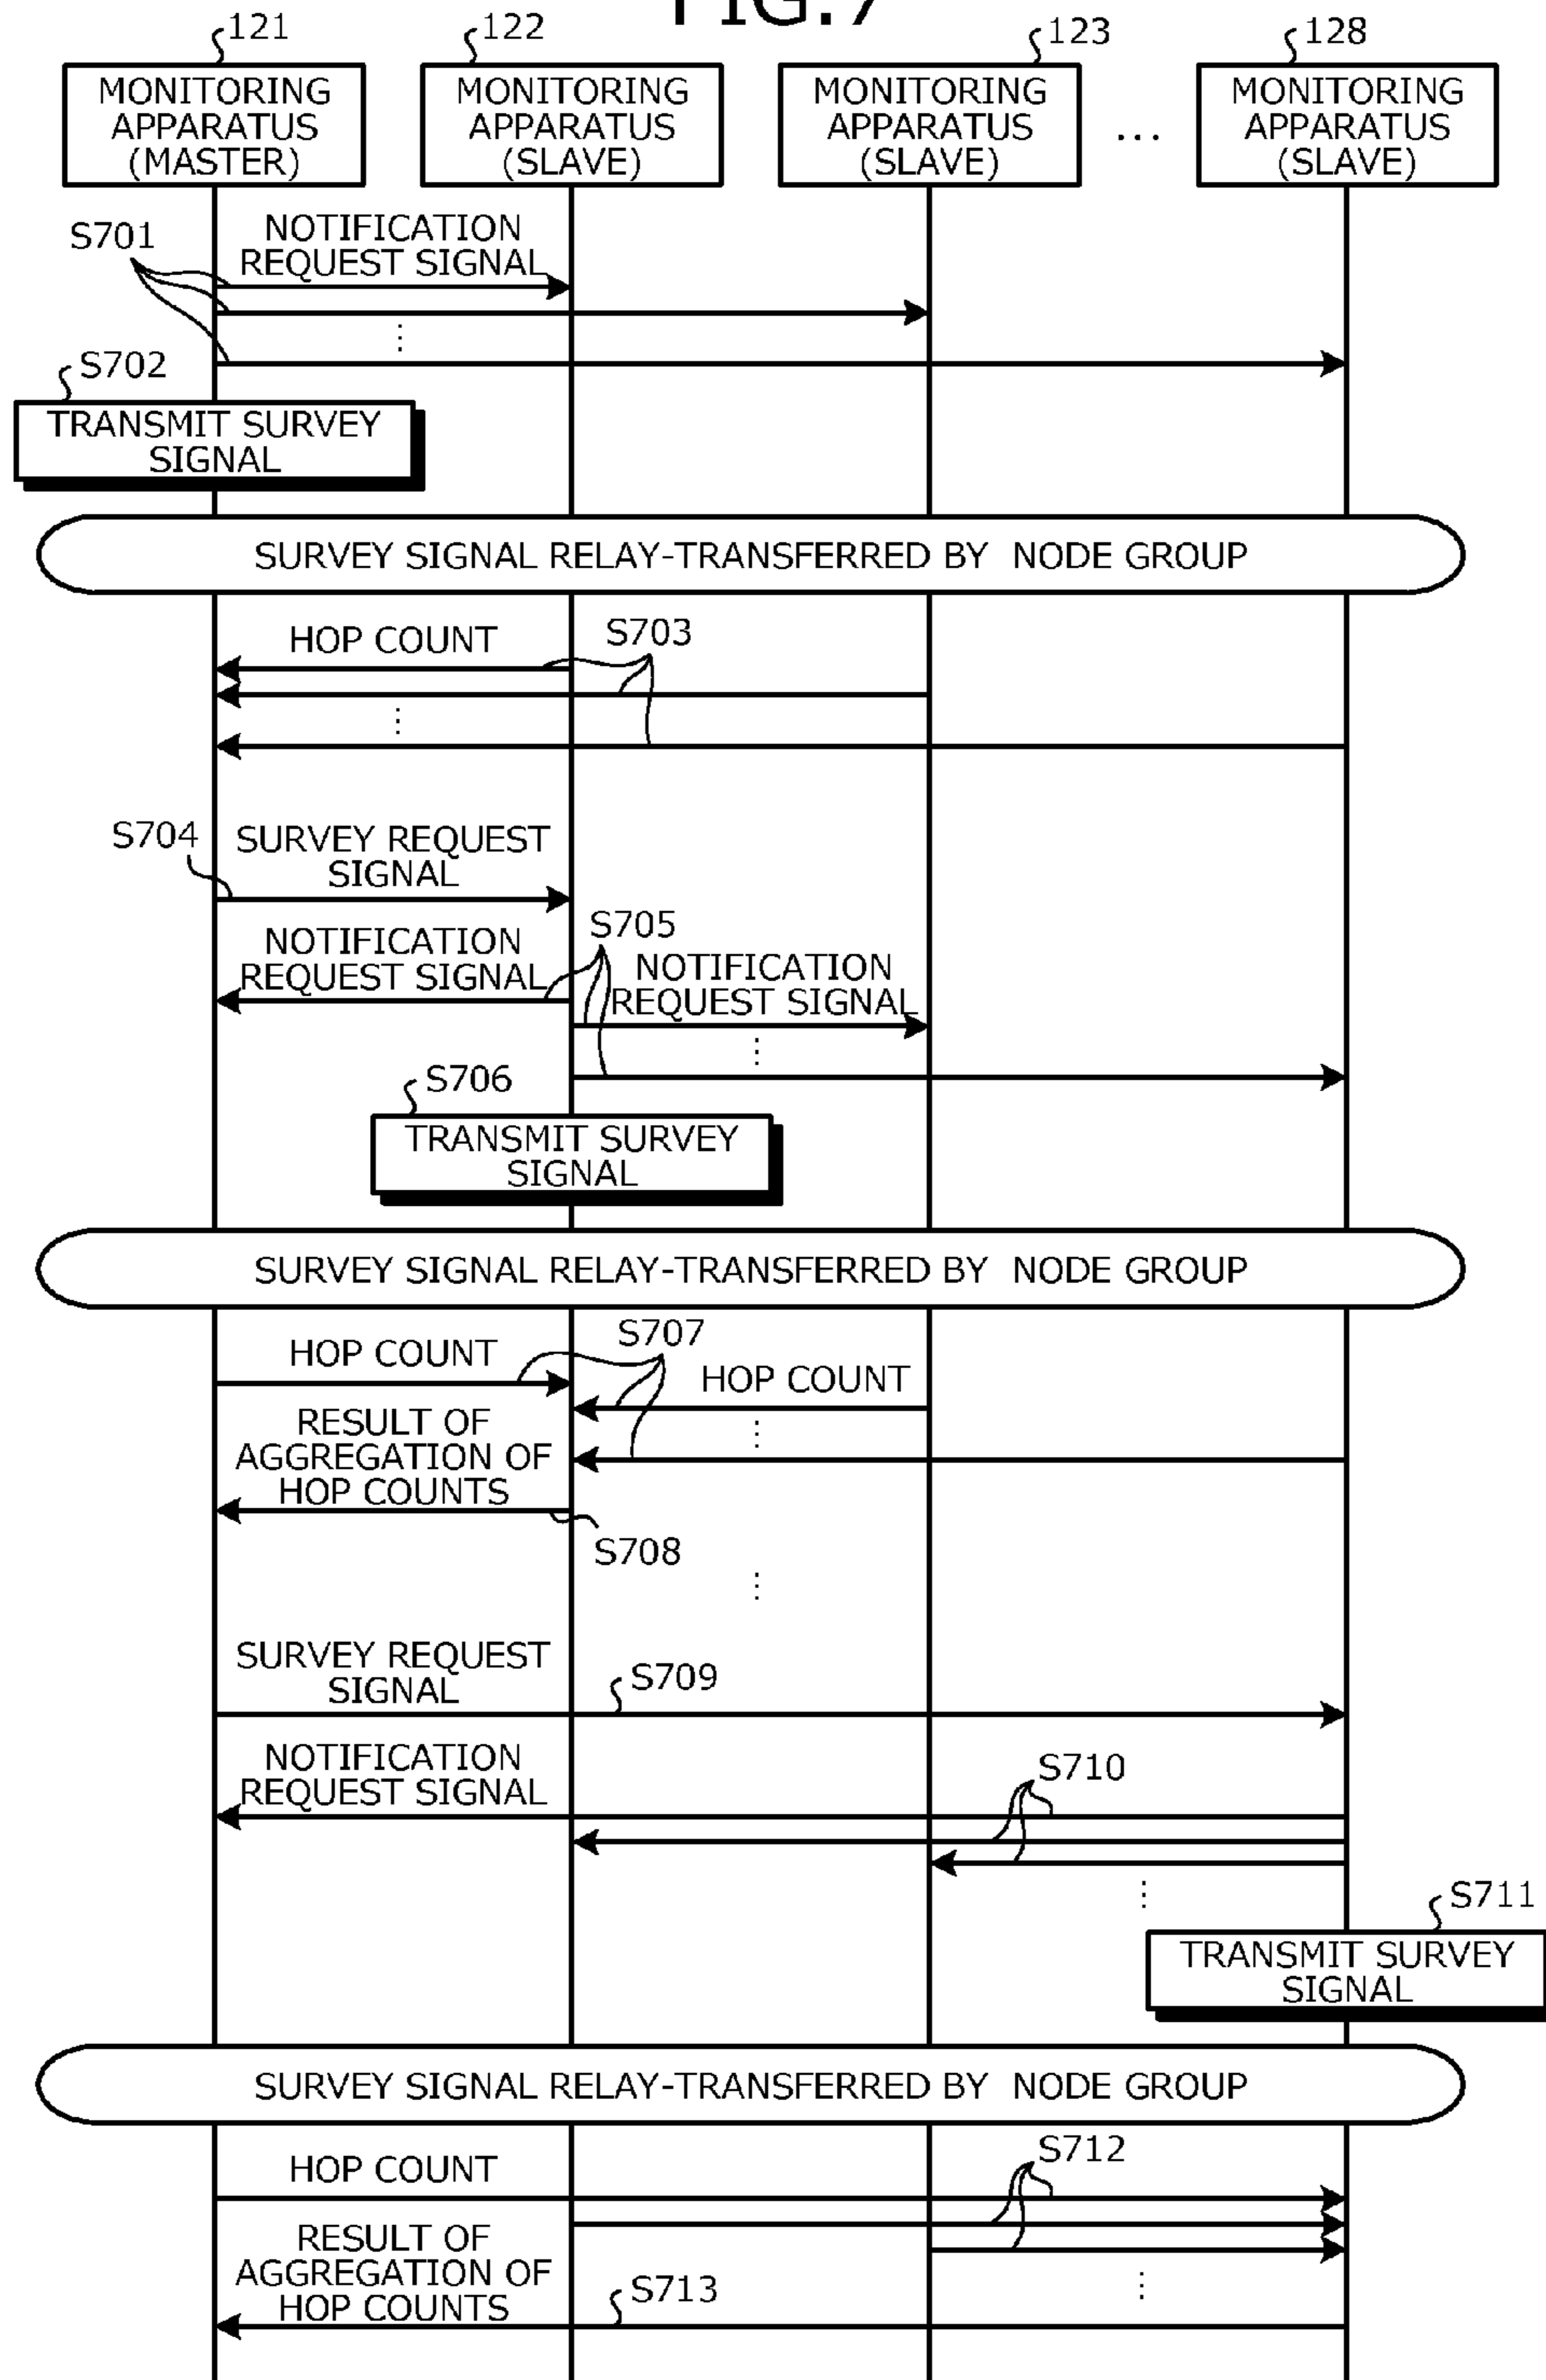 FIG.7
121
122
123
128
MONITORING
APPARATUS
(MASTER)
MONITORING
APPARATUS
(SLAVE)
MONITORING
APPARATUS
(SLAVE)
...
MONITORING
APPARATUS
(SLAVE)
S701
NOTIFICATION
REQUEST SIGNAL
S702
TRANSMIT SURVEY
SIGNAL
SURVEY SIGNAL RELAY-TRANSFERRED BY NODE GROUP
HOP COUNT
S703
S704
SURVEY REQUEST
SIGNAL
S705
NOTIFICATION
REQUEST SIGNAL
NOTIFICATION
REQUEST SIGNAL
S706
TRANSMIT SURVEY
SIGNAL
SURVEY SIGNAL RELAY-TRANSFERRED BY NODE GROUP
S707
HOP COUNT
HOP COUNT
RESULT OF
AGGREGATION OF
HOP COUNTS
S708
SURVEY REQUEST
SIGNAL
S709
NOTIFICATION
REQUEST SIGNAL
S710
S711
TRANSMIT SURVEY
SIGNAL
SURVEY SIGNAL RELAY-TRANSFERRED BY NODE GROUP
HOP COUNT
S712
RESULT OF
AGGREGATION OF
HOP COUNTS
S713